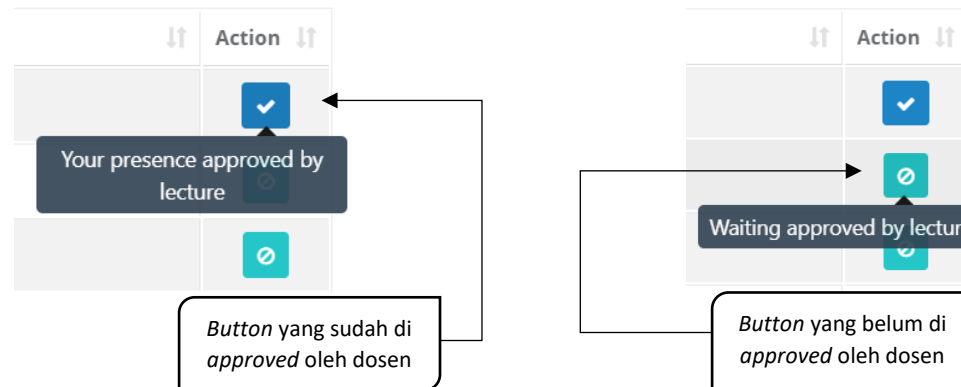 Action
Your presence approved by
lecture
Button yang sudah di
approved oleh dosen
Action
Waiting approved by lectur
Button yang belum di
approved oleh dosen